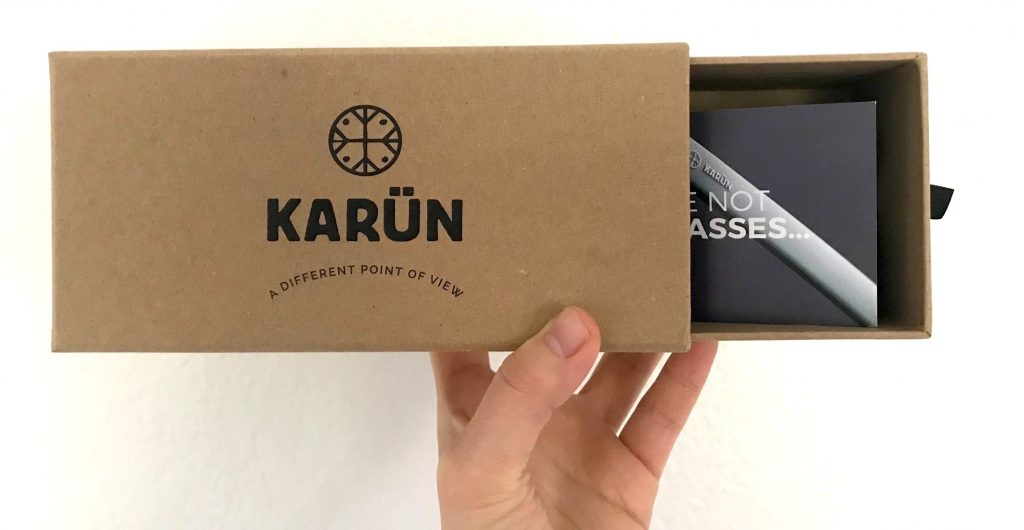 KARÜN
A DIFFERENT POINT OF VIEW
KARÜN
NOT
ASSES...